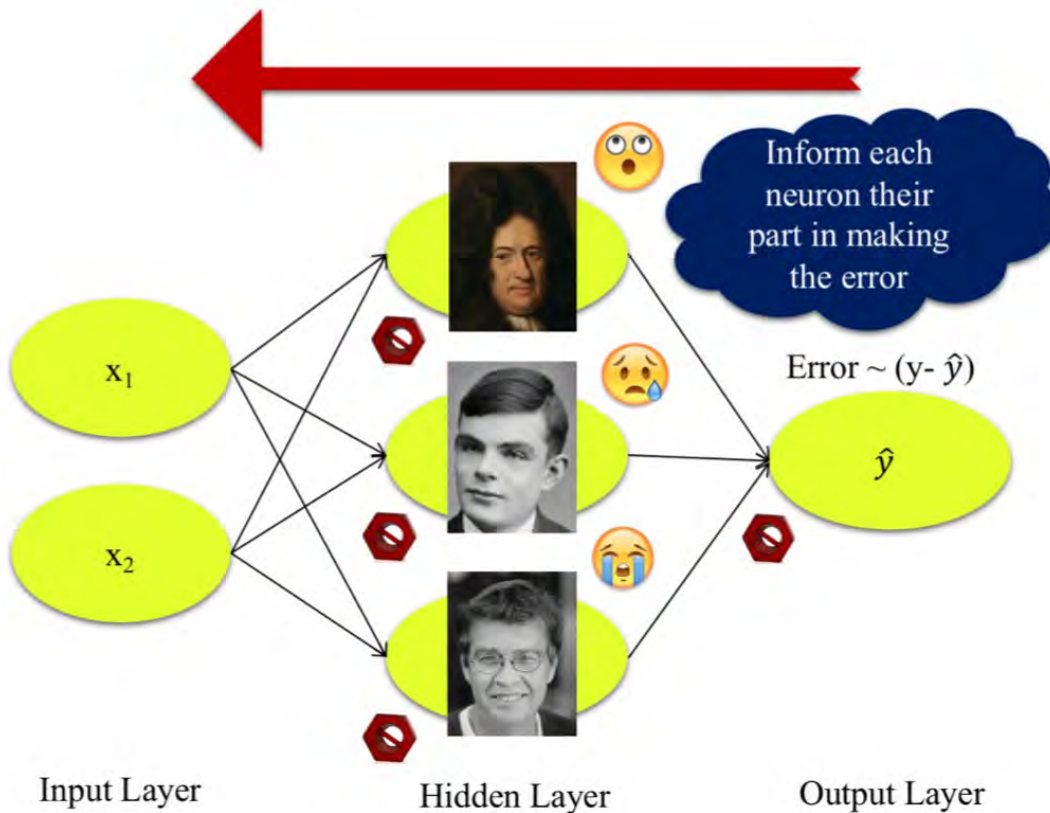 Inform each
neuron their
part in making
the error
Error ~ (y- ŷ)
x₁
ŷ
x₂
Input Layer
Hidden Layer
Output Layer